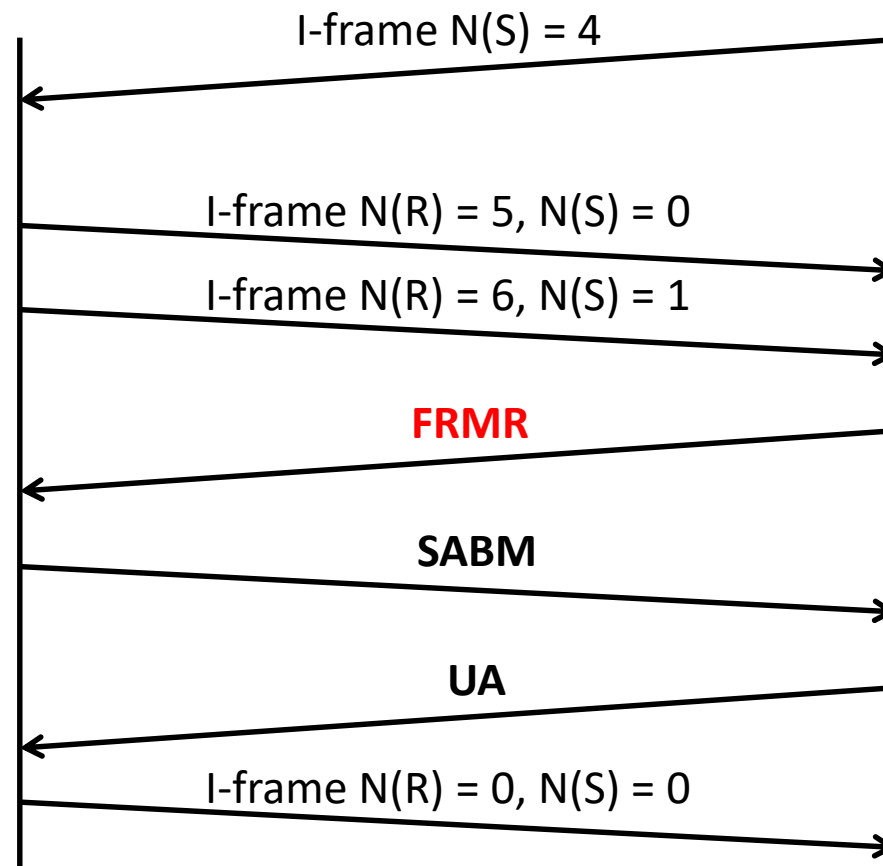 I-frame N(S) = 4
I-frame N(R) = 5, N(S) = 0
I-frame N(R) = 6, N(S) = 1
FRMR
SABM
UA
I-frame N(R) = 0, N(S) = 0